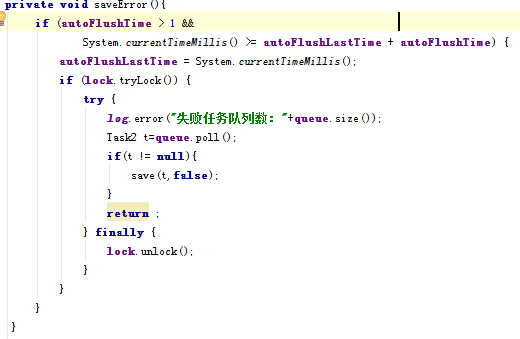 private void saveError(){
if (autoFlushTime > 1 &&
System.currentTimeMillis() >= autoFlushLastTime + autoFlushTime) {
autoFlushLastTime = System.currentTimeMillis();
if (lock.tryLock()) {
try {
log.error("失败任务队列数："+queue.size());
Task2 t=queue.poll();
if(t != null){
save(t,false);
}
return ;
} finally {
lock.unlock();
}
}
}
}